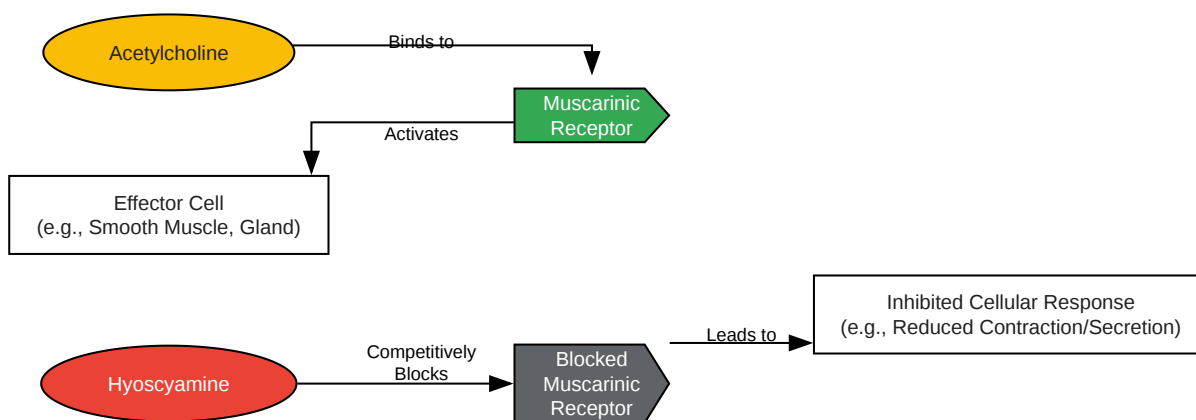 Acetylcholine
Binds to
Muscarinic
Receptor
Activates
Effector Cell
(e.g., Smooth Muscle, Gland)
Inhibited Cellular Response
(e.g., Reduced Contraction/Secretion)
Leads to
Hyoscyamine
Competitively
Blocks
Blocked
Muscarinic
Receptor